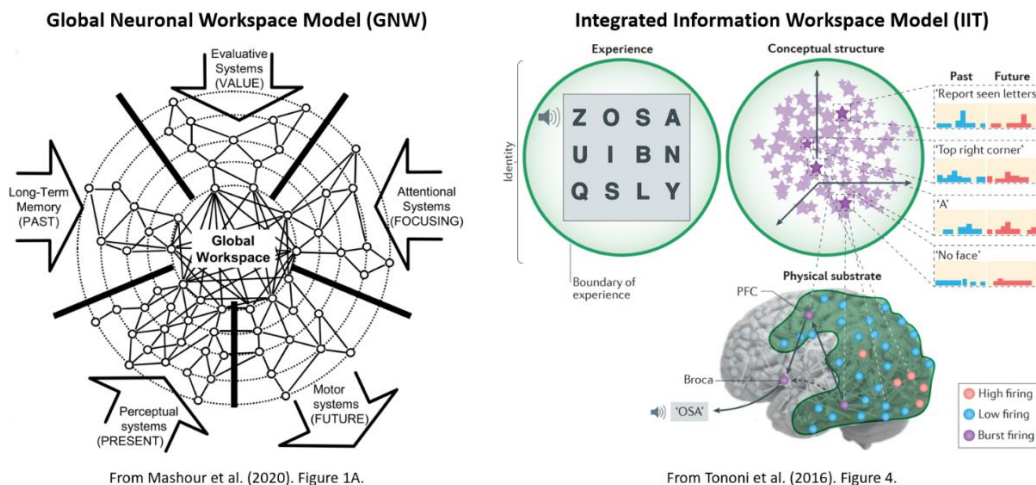 Global Neuronal Workspace Model (GNW)
Evaluative
Systems
(VALUE)
Long-Term
Memory
(PAST)
Attentional
Systems
(FOCUSING)
Global
Workspace
Perceptual
systems
(PRESENT)
Motor
systems
(FUTURE)
From Mashour et al. (2020). Figure 1A.
Integrated Information Workspace Model (IIT)
Experience
Conceptual structure
Identity
Z O S A
U I B N
Q S L Y
Past Future
'Report seen letters'
'Top right corner'
'A'
'No face'
Boundary of
experience
Physical substrate
PFC
Broca
'OSA'
High firing
Low firing
Burst firing
From Tononi et al. (2016). Figure 4.